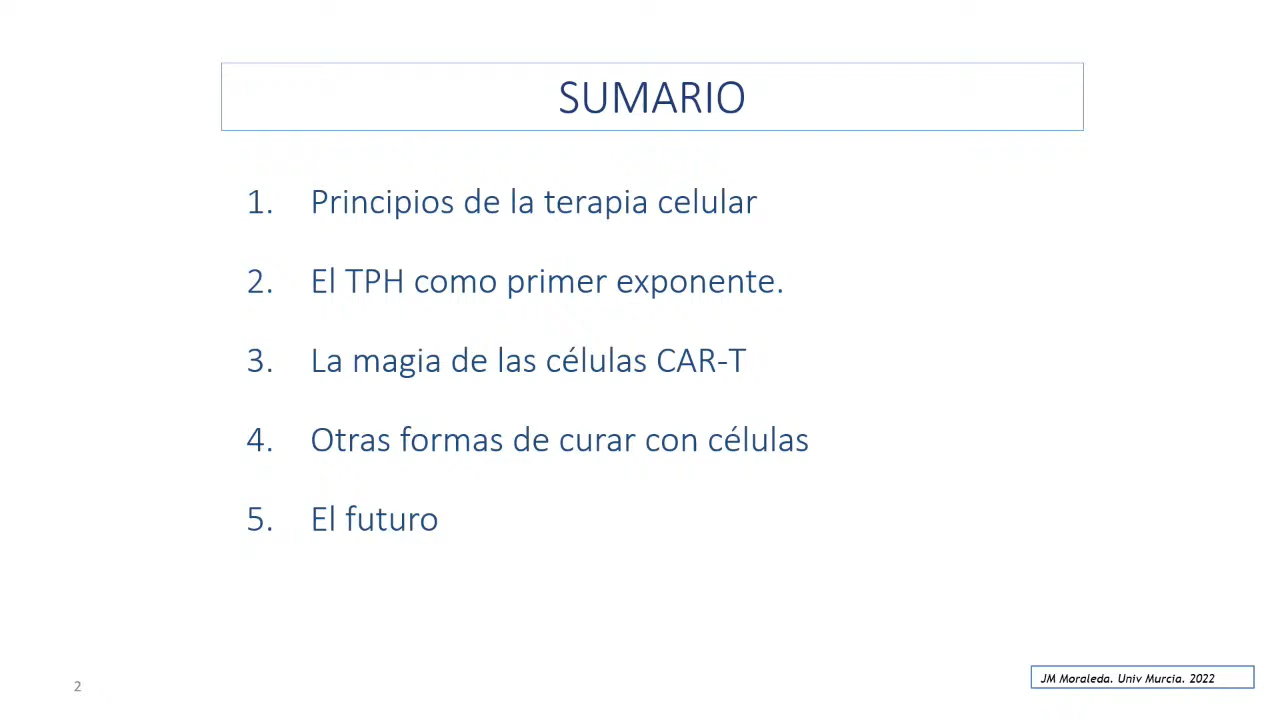 SUMARIO
1. Principios de la terapia celular
2. El TPH como primer exponente.
3. La magia de las células CAR-T
4. Otras formas de curar con células
5. El futuro
2
JM Moraleda. Univ Murcia. 2022